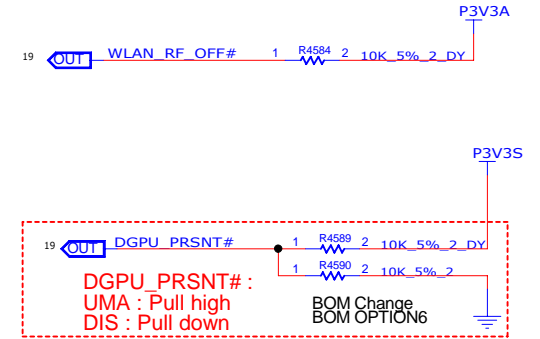 P3V3A
19 OUT WLAN_RF_OFF# 1 R4584 2 10K_5%_2_DY
P3V3S
19 OUT DGPU_PRSNT# 1 R4589 2 10K_5%_2_DY
1 R4590 2 10K_5%_2
DGPU_PRSNT# :
UMA : Pull high
DIS : Pull down
BOM Change
BOM OPTION6